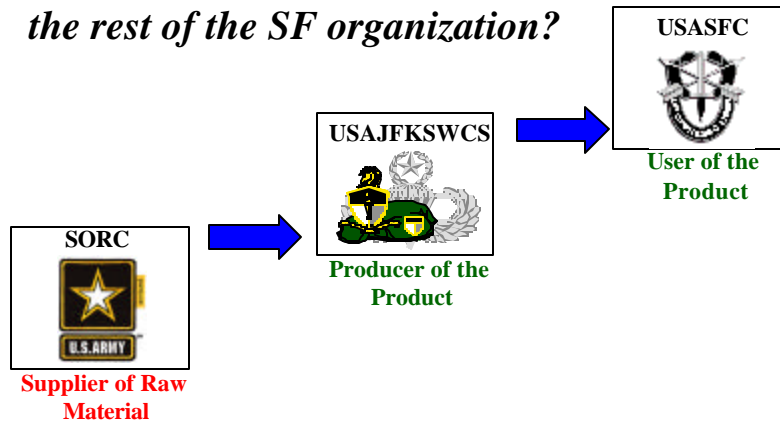 the rest of the SF organization?
USASFC
User of the
Product
USAJFKSWCS
Producer of the
Product
SORC
U.S.ARMY
Supplier of Raw
Material